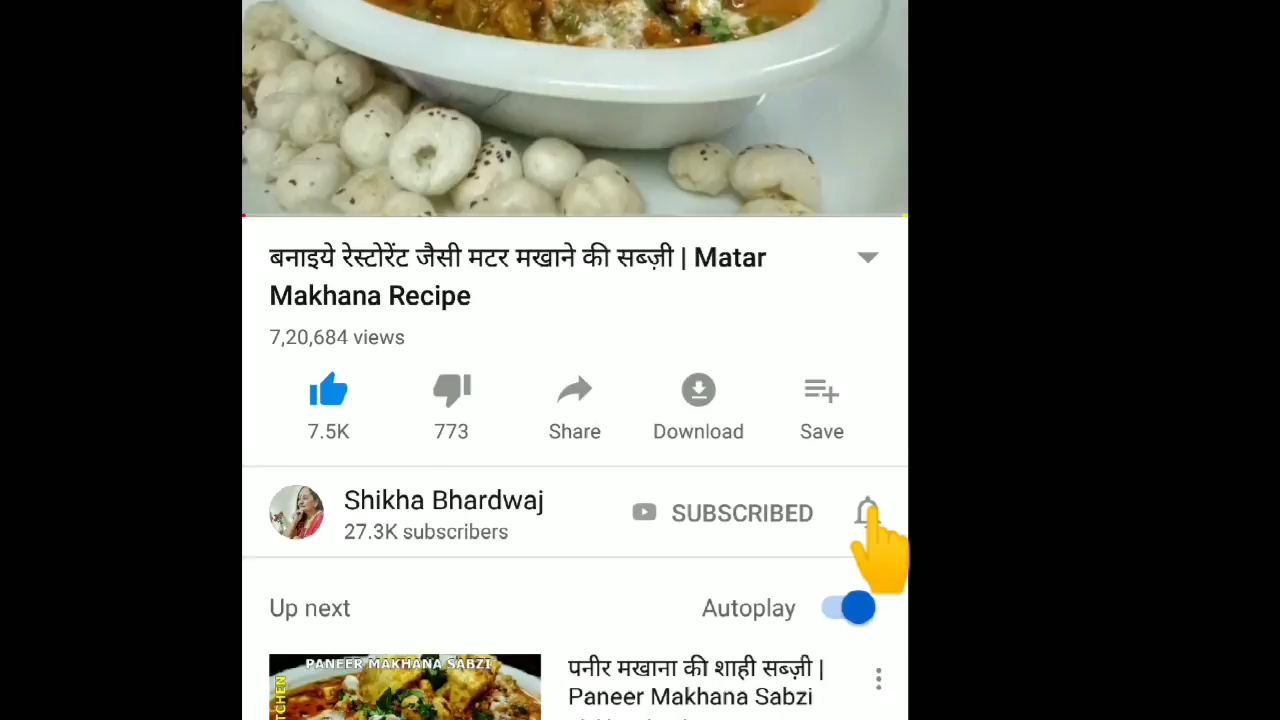 बनाइये रेस्टोरेंट जैसी मटर मखाने की सब्ज़ी | Matar
Makhana Recipe
7,20,684 views
7.5K
773
Share
Download
Save
Shikha Bhardwaj
27.3K subscribers
SUBSCRIBED
Up next
Autoplay
PANEER MAKHANA SABZI
पनीर मखाना की शाही सब्ज़ी |
Paneer Makhana Sabzi